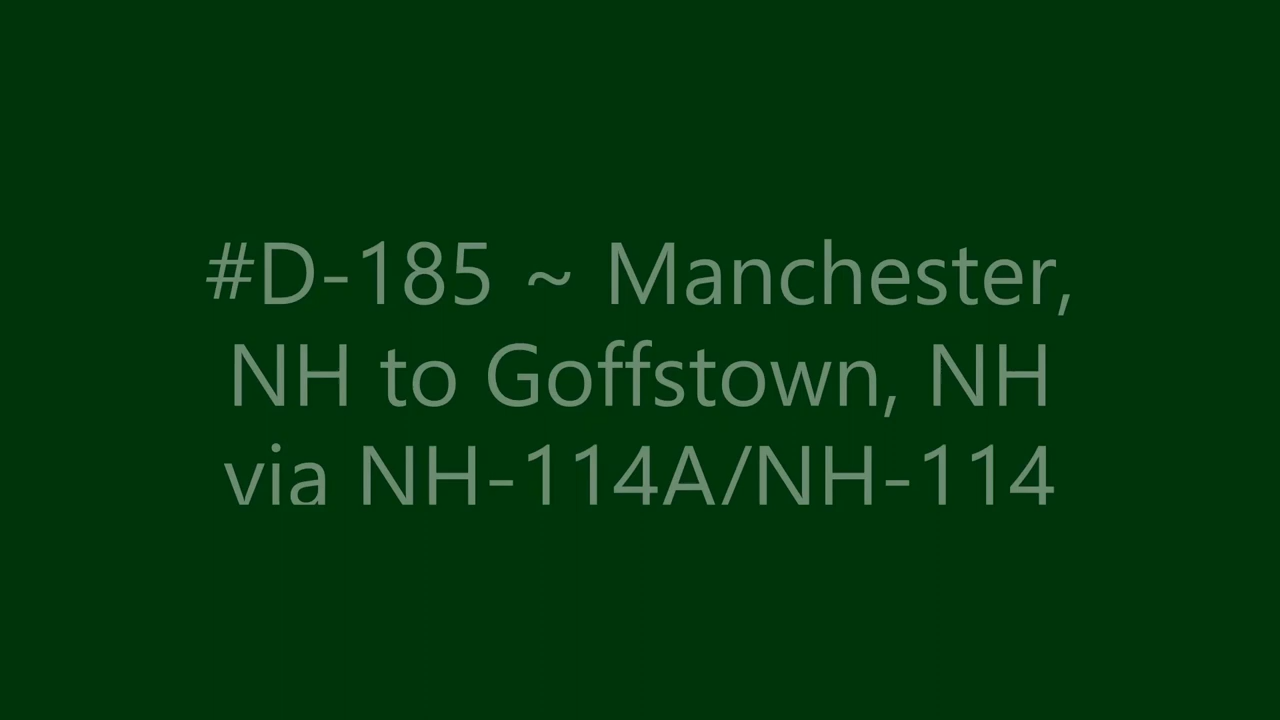 #D-185 ~ Manchester,
NH to Goffstown, NH
via NH-114A/NH-114